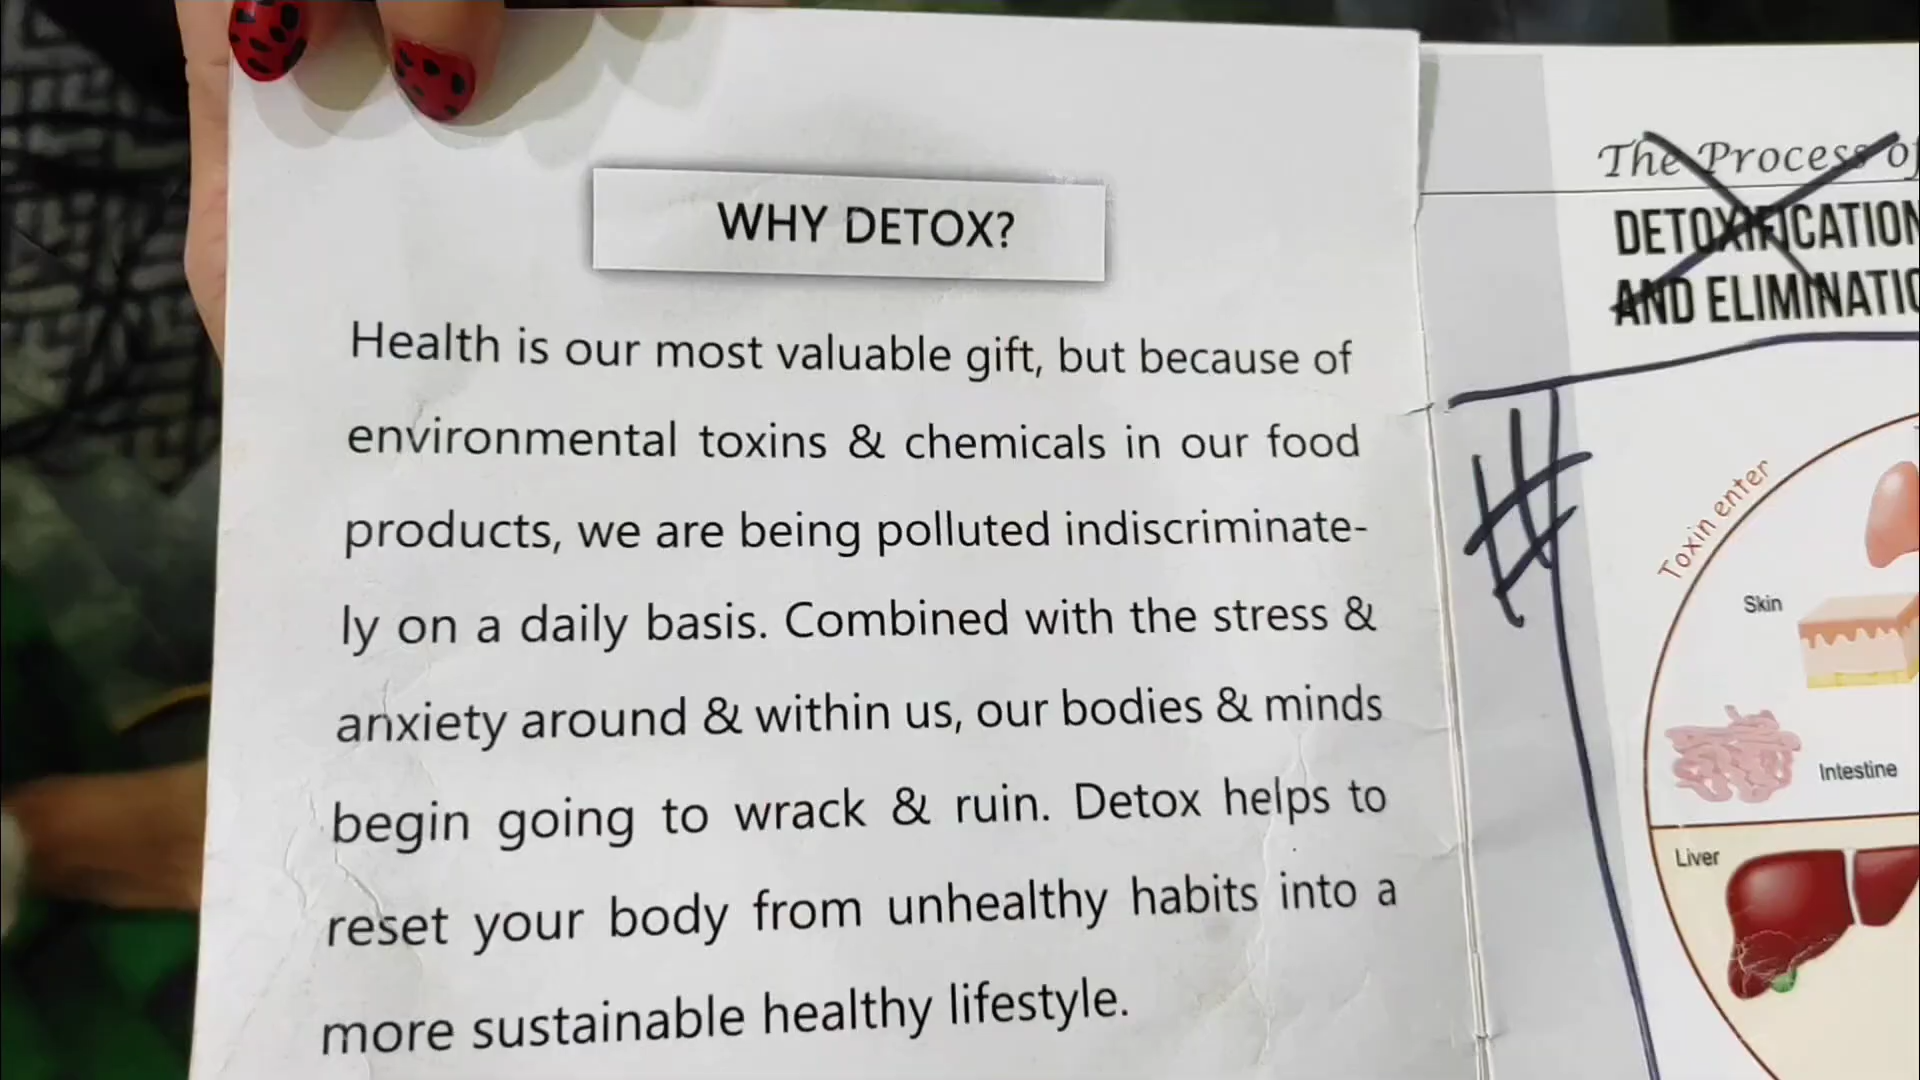 WHY DETOX?
Health is our most valuable gift, but because of
environmental toxins & chemicals in our food
products, we are being polluted indiscriminate-
ly on a daily basis. Combined with the stress &
anxiety around & within us, our bodies & minds
begin going to wrack & ruin. Detox helps to
reset your body from unhealthy habits into a
more sustainable healthy lifestyle.
The Process of
DETOXIFICATION
AND ELIMINATIO
Toxin enter
Skin
Intestine
Liver